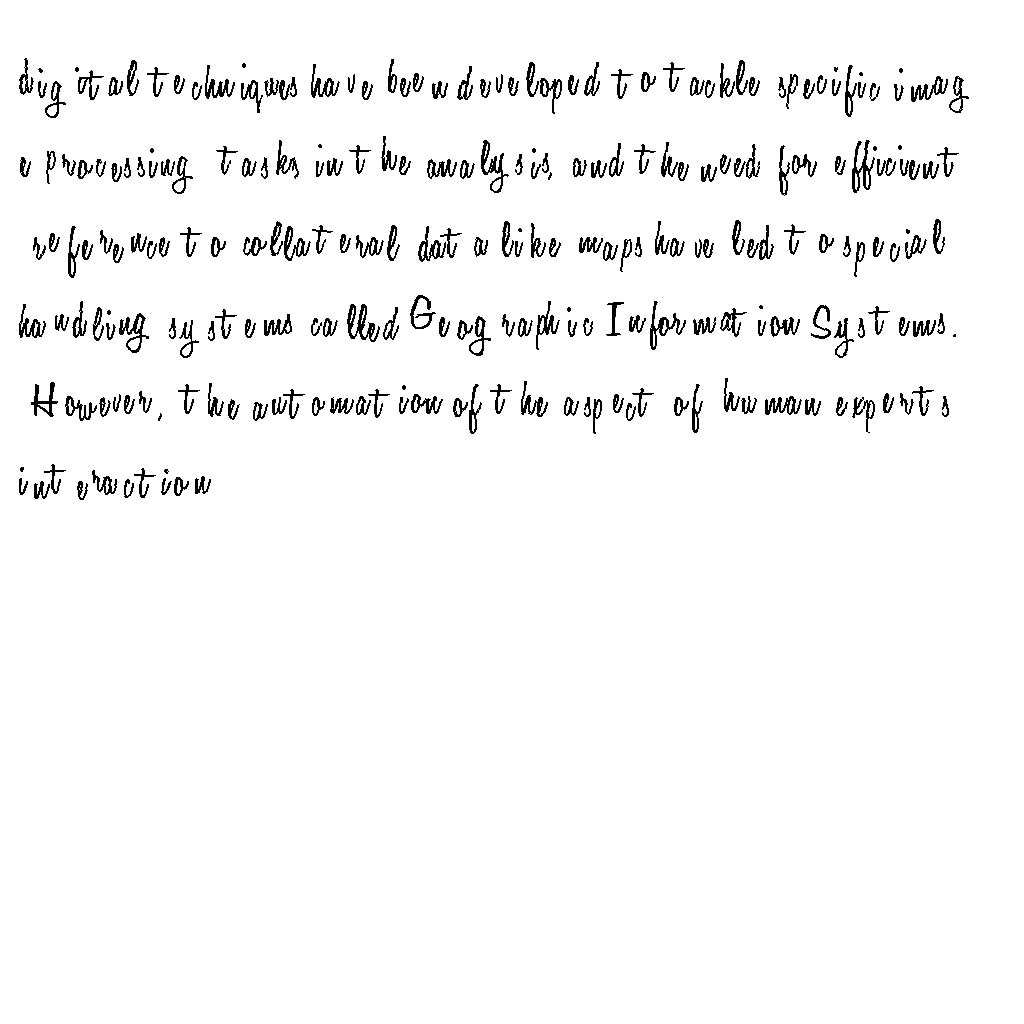 digital techniques have been developed to tackle specific imag
e processing tasks in the analysis, and the need for efficient
reference to collateral data like maps have led to special
handling systems called Geographic Information Systems.
However, the automation of the aspect of human experts
interaction